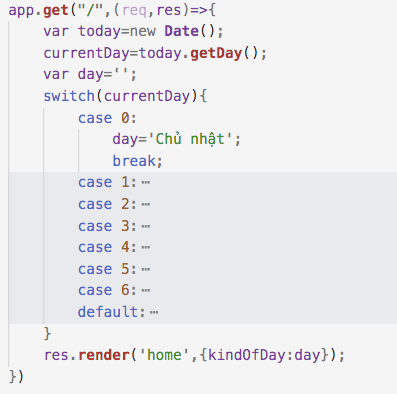 app.get("/",(req,res)=>{
    var today=new Date();
    currentDay=today.getDay();
    var day='';
    switch(currentDay){
        case 0:
            day='Chủ nhật';
            break;
        case 1:⋯
        case 2:⋯
        case 3:⋯
        case 4:⋯
        case 5:⋯
        case 6:⋯
        default:⋯
    }
    res.render('home',{kindOfDay:day});
})